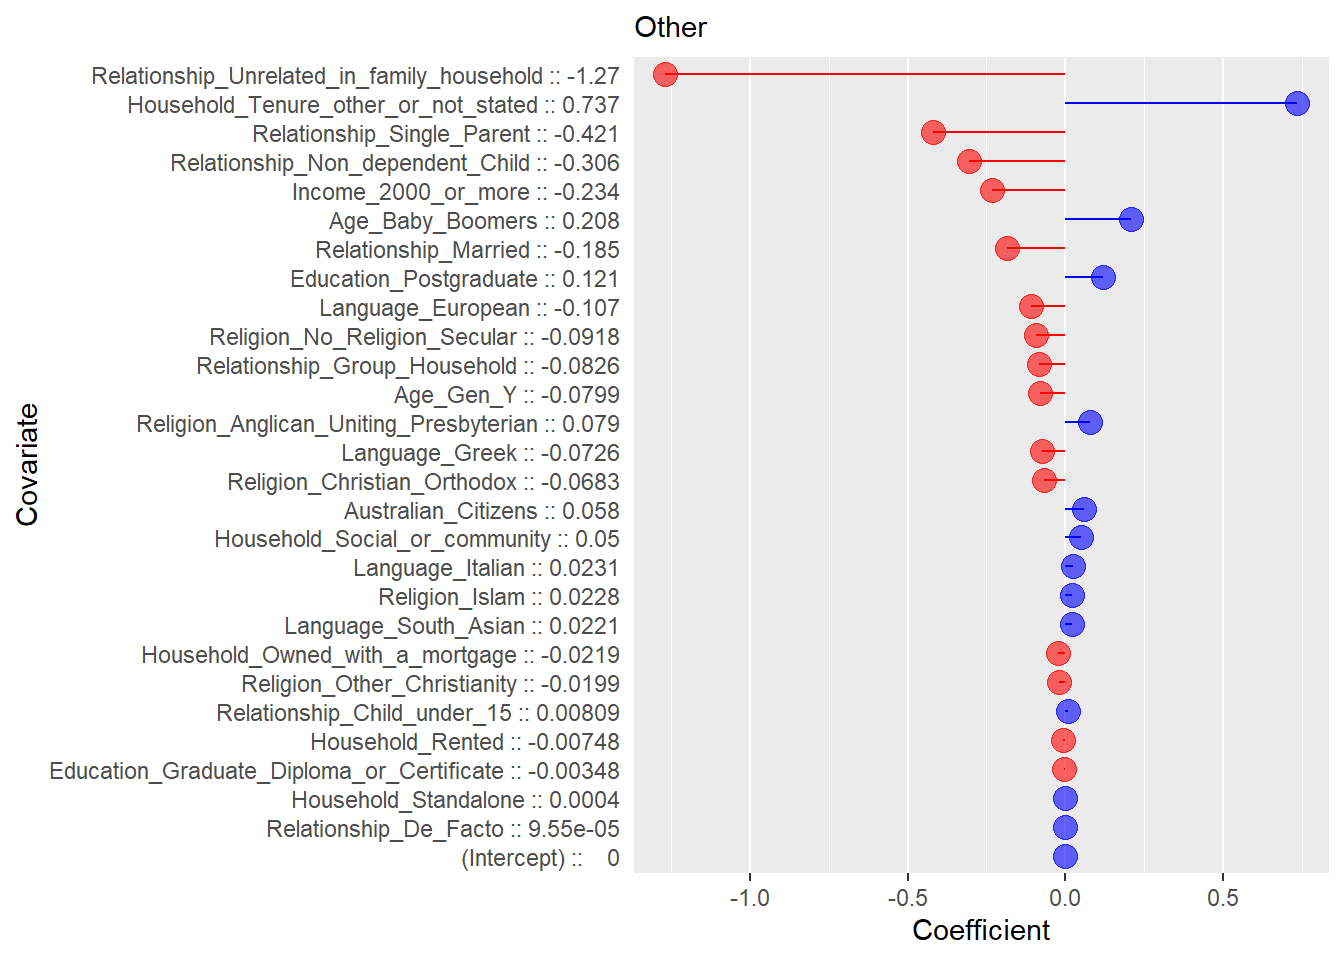 Other
Relationship_Unrelated_in_family_household :: -1.27
Household_Tenure_other_or_not_stated :: 0.737
Relationship_Single_Parent :: -0.421
Relationship_Non_dependent_Child :: -0.306
Income_2000_or_more :: -0.234
Age_Baby_Boomers :: 0.208
Relationship_Married :: -0.185
Education_Postgraduate :: 0.121
Language_European :: -0.107
Religion_No_Religion_Secular :: -0.0918
Relationship_Group_Household :: -0.0826
Age_Gen_Y :: -0.0799
Religion_Anglican_Uniting_Presbyterian :: 0.079
Language_Greek :: -0.0726
Religion_Christian_Orthodox :: -0.0683
Australian_Citizens :: 0.058
Household_Social_or_community :: 0.05
Language_Italian :: 0.0231
Religion_Islam :: 0.0228
Language_South_Asian :: 0.0221
Household_Owned_with_a_mortgage :: -0.0219
Religion_Other_Christianity :: -0.0199
Relationship_Child_under_15 :: 0.00809
Household_Rented :: -0.00748
Education_Graduate_Diploma_or_Certificate :: -0.00348
Household_Standalone :: 0.0004
Relationship_De_Facto :: 9.55e-05
(Intercept) :: 0
Covariate
-1.0 -0.5 0.0 0.5
Coefficient